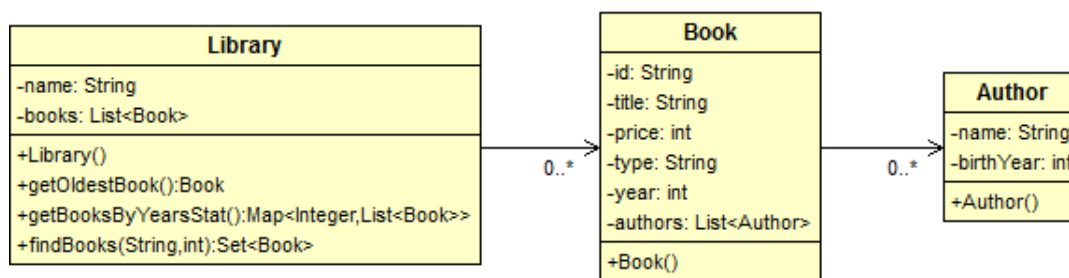 Library
-name: String
-books: List<Book>
+Library()
+getOldestBook():Book
+getBooksByYearsStat():Map<Integer,List<Book>>
+findBooks(String,int):Set<Book>
0..*
Book
-id: String
-title: String
-price: int
-type: String
-year: int
-authors: List<Author>
+Book()
0..*
Author
-name: String
-birthYear: int
+Author()